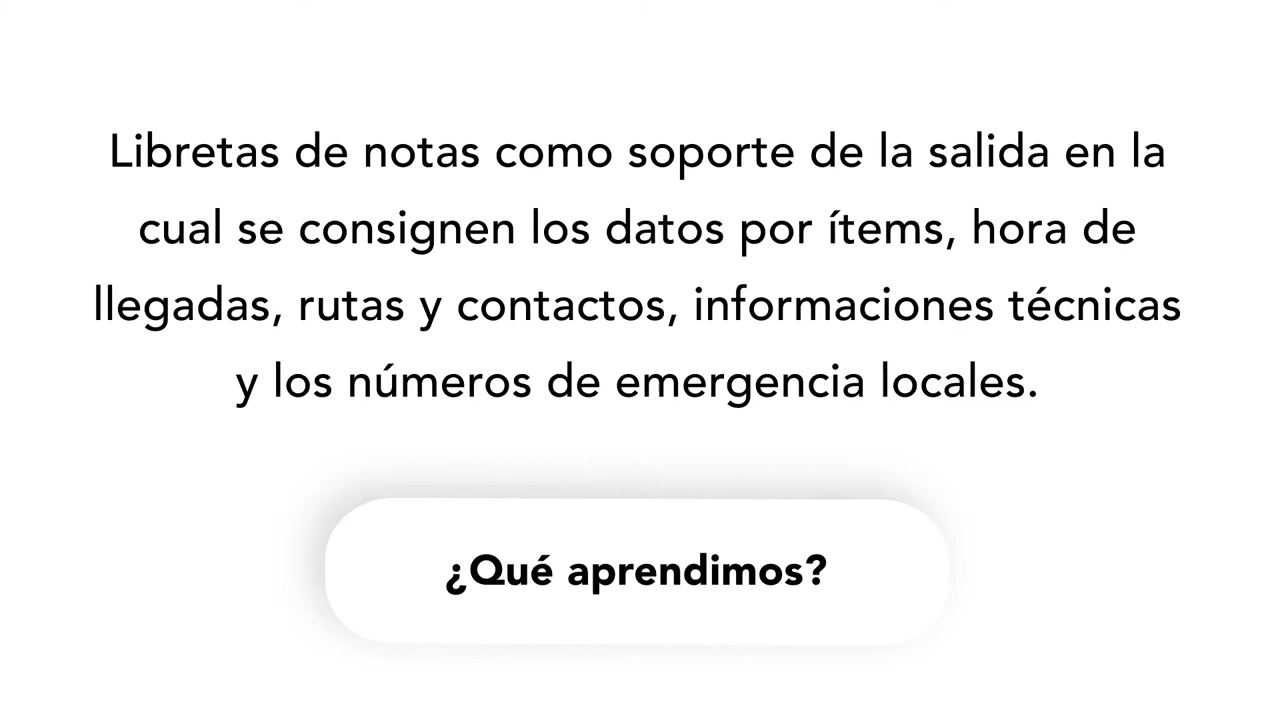 Libretas de notas como soporte de la salida en la
cual se consignen los datos por ítems, hora de
llegadas, rutas y contactos, informaciones técnicas
y los números de emergencia locales.
¿Qué aprendimos?